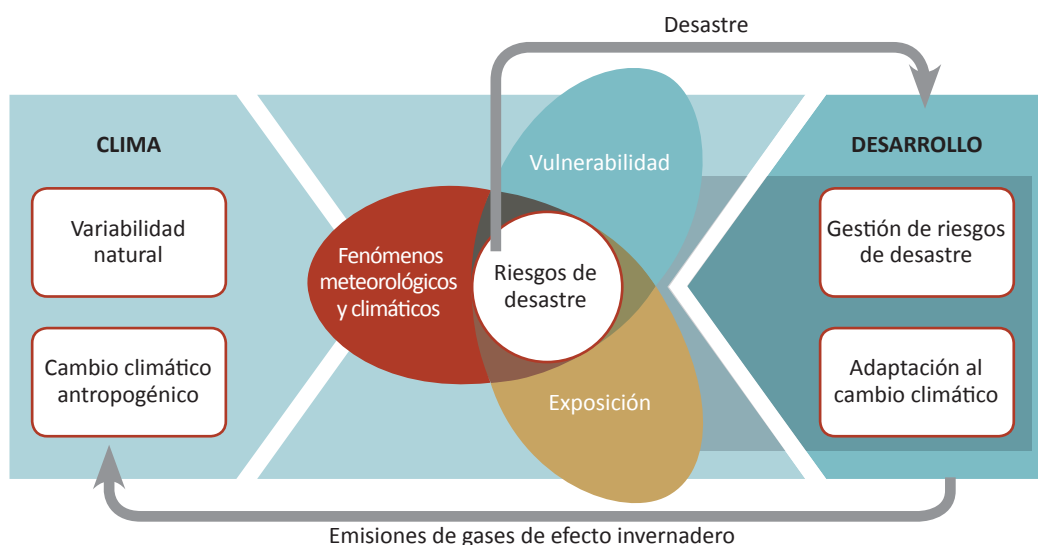 Desastre
CLIMA
Variabilidad
natural
Cambio climático
antropogénico
Fenómenos
meteorológicos
y climáticos
Vulnerabilidad
Riesgos de
desastre
Exposición
DESARROLLO
Gestión de riesgos
de desastre
Adaptación al
cambio climático
Emisiones de gases de efecto invernadero